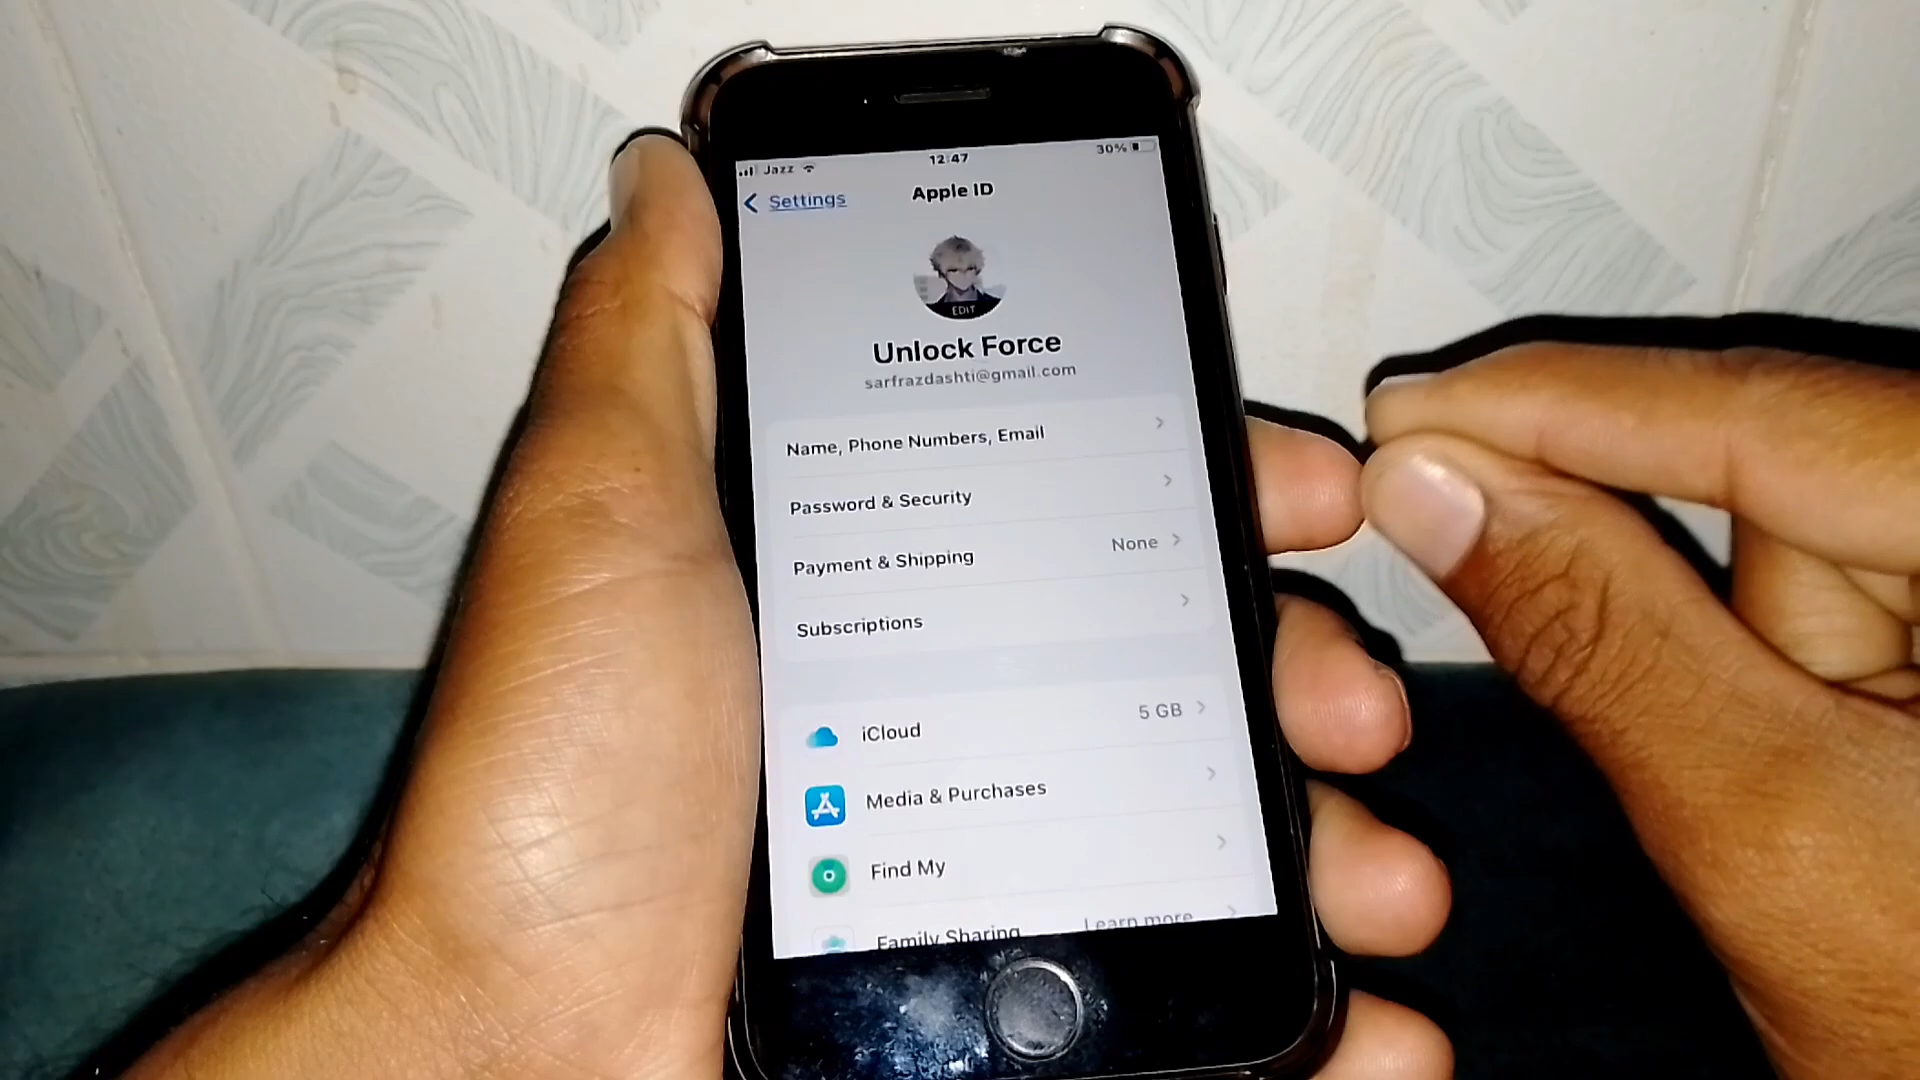 Jazz 12:47 30%
Settings Apple ID
EDIT
Unlock Force
sarfrazdashti@gmail.com
Name, Phone Numbers, Email
Password & Security
Payment & Shipping None
Subscriptions
iCloud 5 GB
Media & Purchases
Find My
Family Sharing Learn more